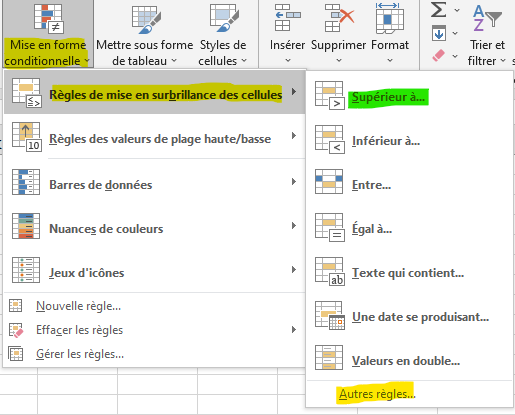 Mise en forme
conditionnelle
Mettre sous forme
de tableau
Styles de
cellules
Insérer
Supprimer
Format
Trier et
filtrer
Règles de mise en surbrillance des cellules
Règles des valeurs de plage haute/basse
10
Barres de données
Nuances de couleurs
Jeux d'icônes
Nouvelle règle...
Effacer les règles
Gérer les règles...
Supérieur à...
Inférieur à...
Entre...
Égal à...
Texte qui contient...
ab
Une date se produisant...
Valeurs en double...
Autres règles...